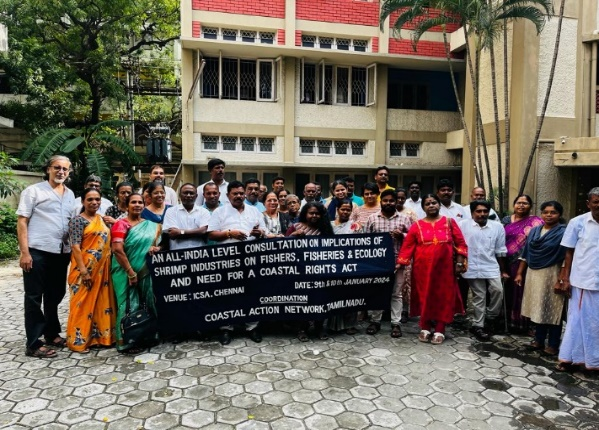 AN ALL-INDIA LEVEL CONSULTATION ON IMPLICATIONS OF
SHRIMP INDUSTRIES ON FISHERS, FISHERIES & ECOLOGY
AND NEED FOR A COASTAL RIGHTS ACT
DATE : 9th & 10th JANUARY 2024
VENUE : ICSA, CHENNAI
COORDINATION
COASTAL ACTION NETWORK, TAMILNADU.